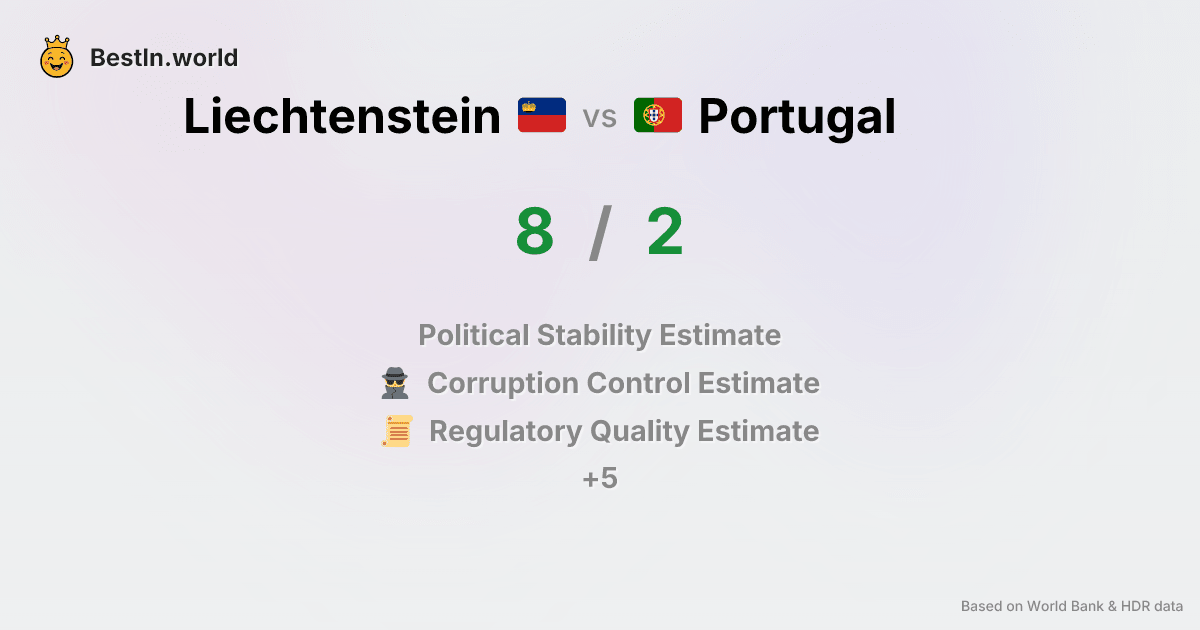 BestIn.world
Liechtenstein vs Portugal
8 / 2
Political Stability Estimate
Corruption Control Estimate
Regulatory Quality Estimate
+5
Based on World Bank & HDR data